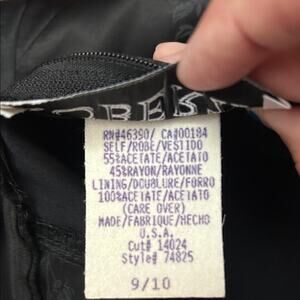 RN#46390/ CA#00184
SELF/ROBE/VESTIDO
55%ACETATE/ACETATO
45%RAYON/RAYONNE
LINING/DOUBLURE/FORRO
100%ACETATE/ACETATO
(CARE OVER)
MADE/FABRIQUE/HECHO
U.S.A.
Cut# 14024
Style# 74825
9/10